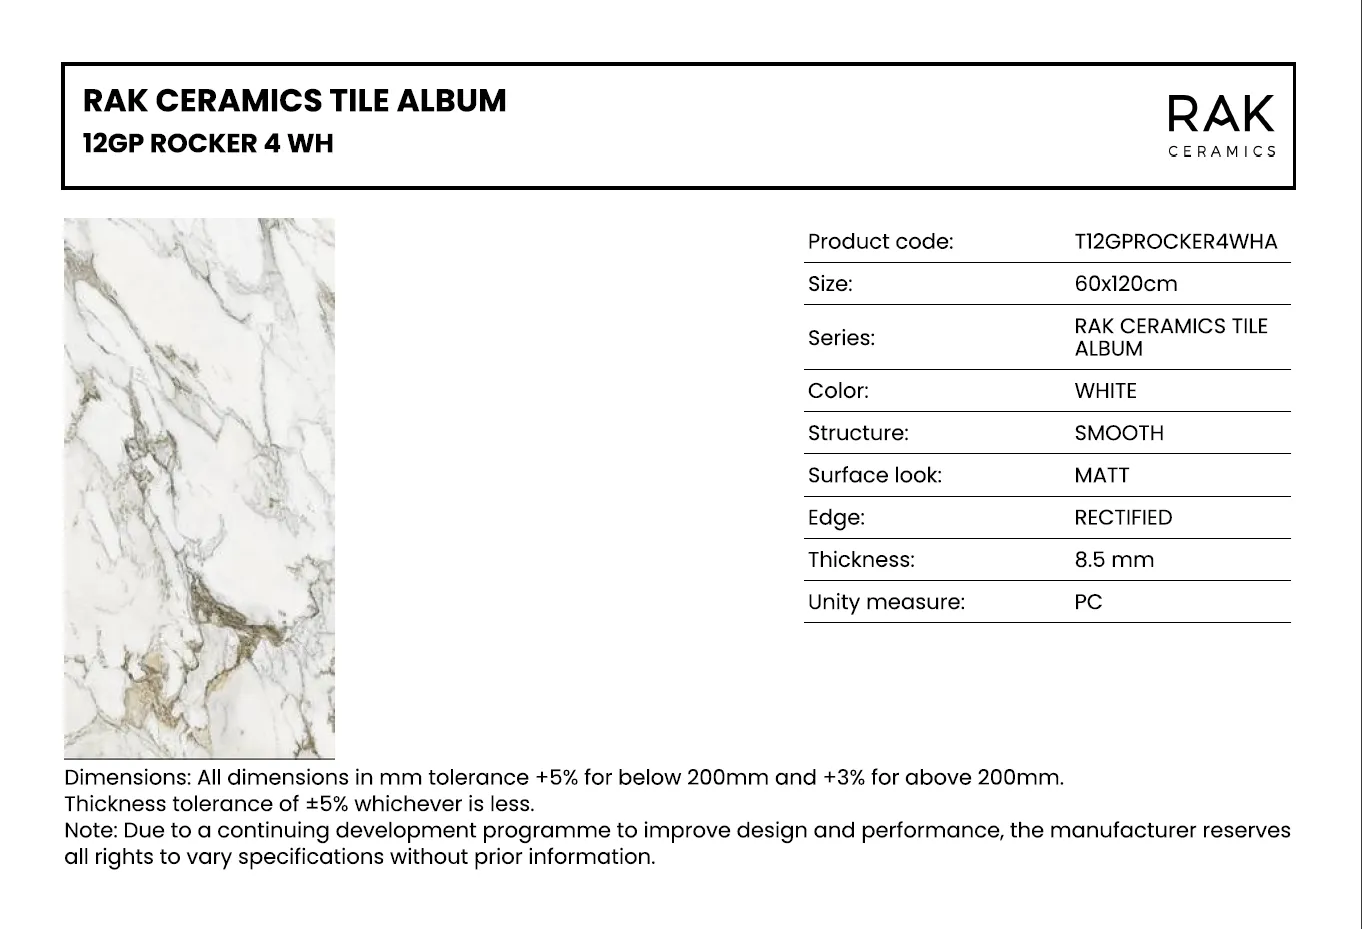 RAK CERAMICS TILE ALBUM
12GP ROCKER 4 WH
RAK
CERAMICS
Product code: T12GPROCKER4WHA
Size: 60x120cm
Series: RAK CERAMICS TILE
ALBUM
Color: WHITE
Structure: SMOOTH
Surface look: MATT
Edge: RECTIFIED
Thickness: 8.5 mm
Unity measure: PC
Dimensions: All dimensions in mm tolerance +5% for below 200mm and +3% for above 200mm.
Thickness tolerance of ±5% whichever is less.
Note: Due to a continuing development programme to improve design and performance, the manufacturer reserves
all rights to vary specifications without prior information.